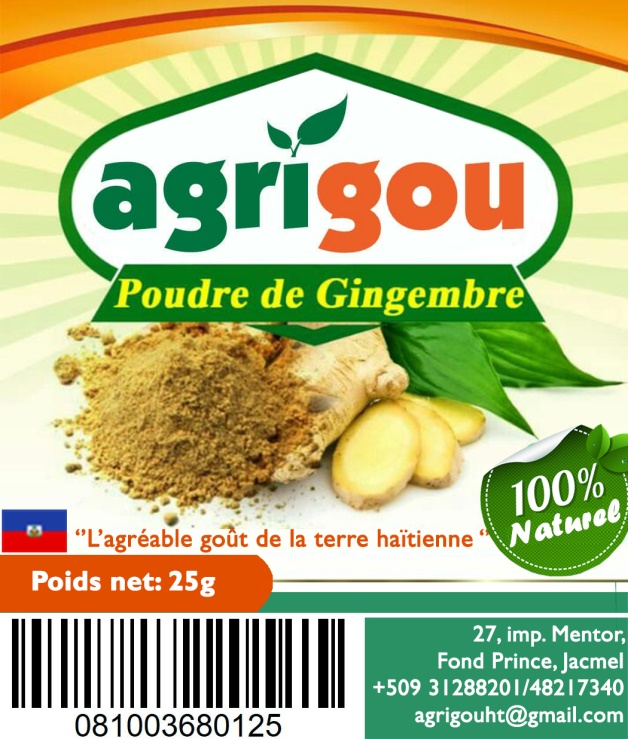 agrigou
Poudre de Gingembre
100%
Naturel
‘’L’agréable goût de la terre haïtienne ‘’
Poids net: 25g
27, imp. Mentor,
Fond Prince, Jacmel
+509 31288201/48217340
agrigouht@gmail.com
081003680125